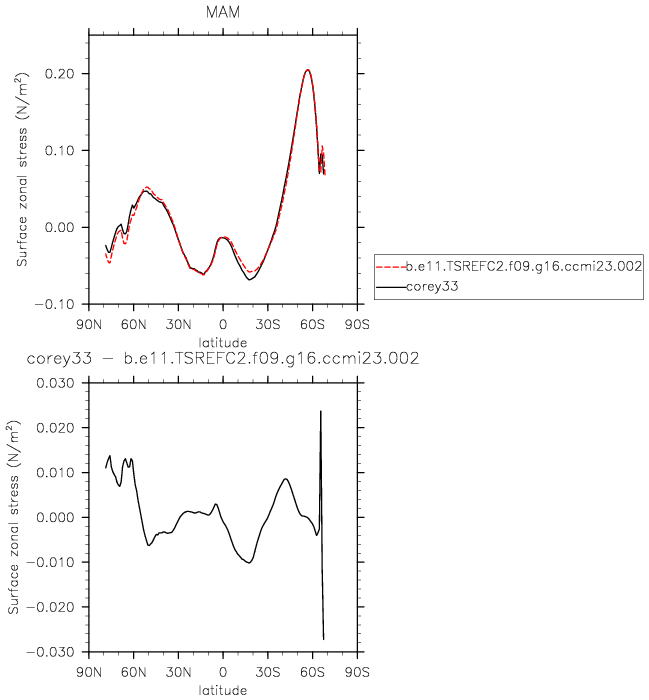 MAM
Surface zonal stress (N/m²)
0.20
0.10
0.00
−0.10
90N 60N 30N 0 30S 60S 90S
latitude
b.e11.TSREFC2.f09.g16.ccmi23.002
corey33
corey33 − b.e11.TSREFC2.f09.g16.ccmi23.002
Surface zonal stress (N/m²)
0.030
0.020
0.010
0.000
−0.010
−0.020
−0.030
90N 60N 30N 0 30S 60S 90S
latitude